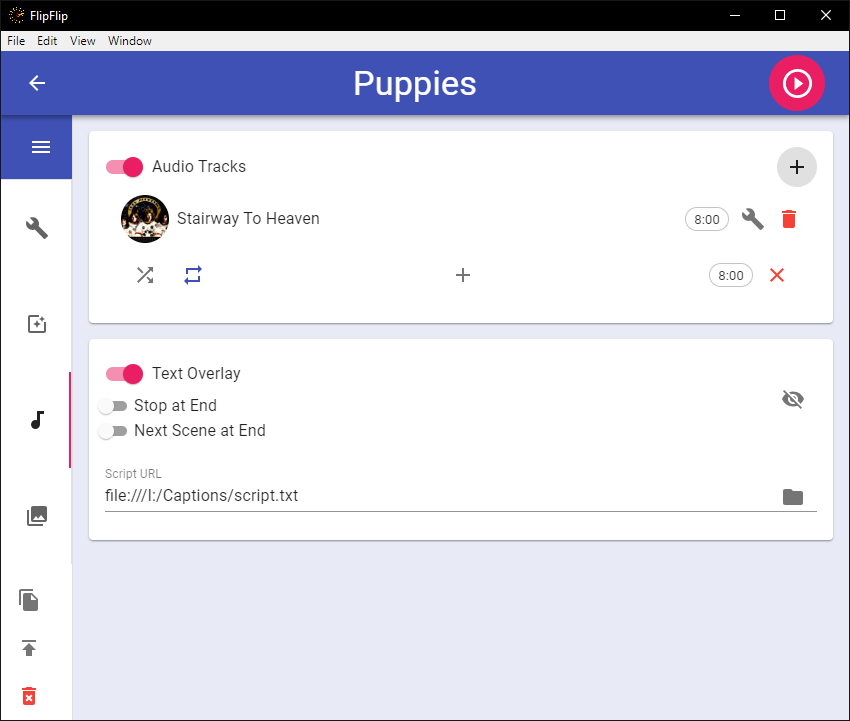 FlipFlip
File Edit View Window
Puppies
Audio Tracks
Stairway To Heaven 8:00
8:00
Text Overlay
Stop at End
Next Scene at End
Script URL
file:///I:/Captions/script.txt